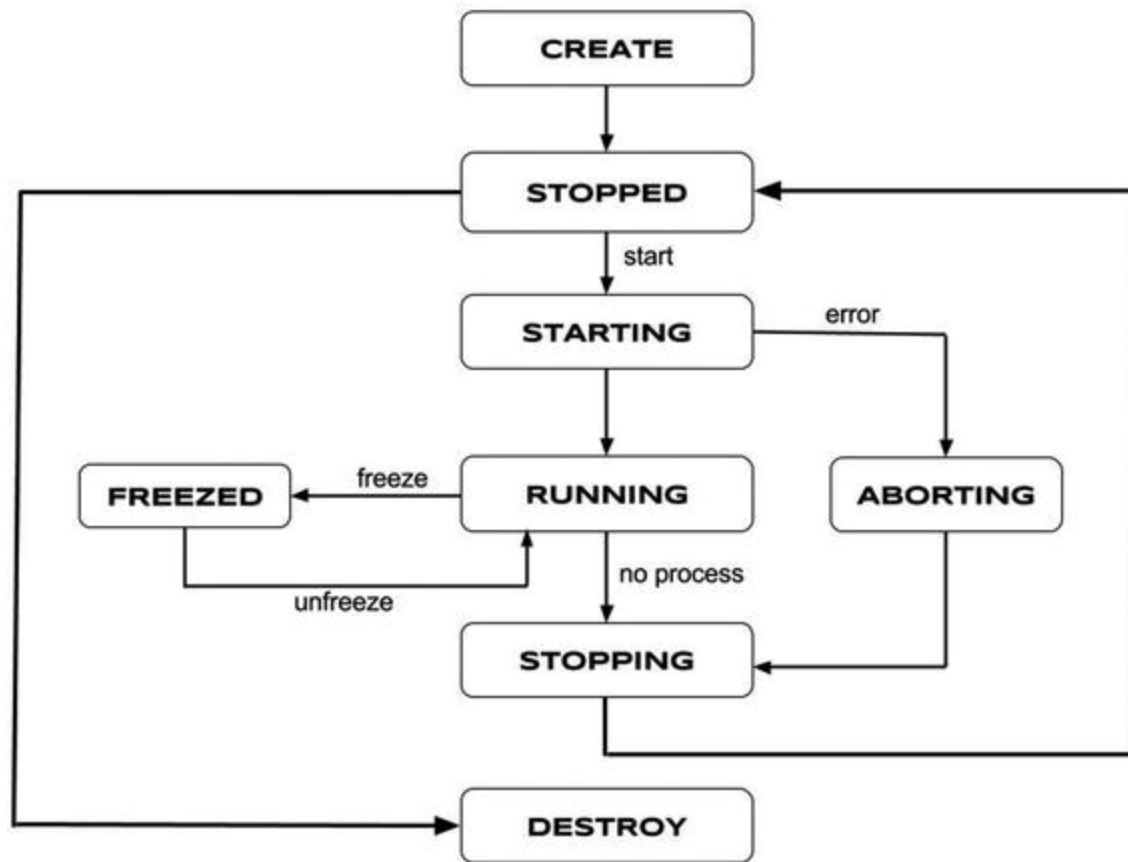 CREATE
STOPPED
start
STARTING
error
FREEZED
freeze
RUNNING
ABORTING
unfreeze
no process
STOPPING
DESTROY